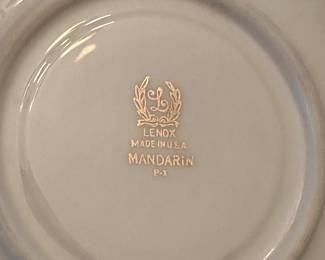 L
LENOX
MADE IN U.S.A.
MANDARIN
P-3